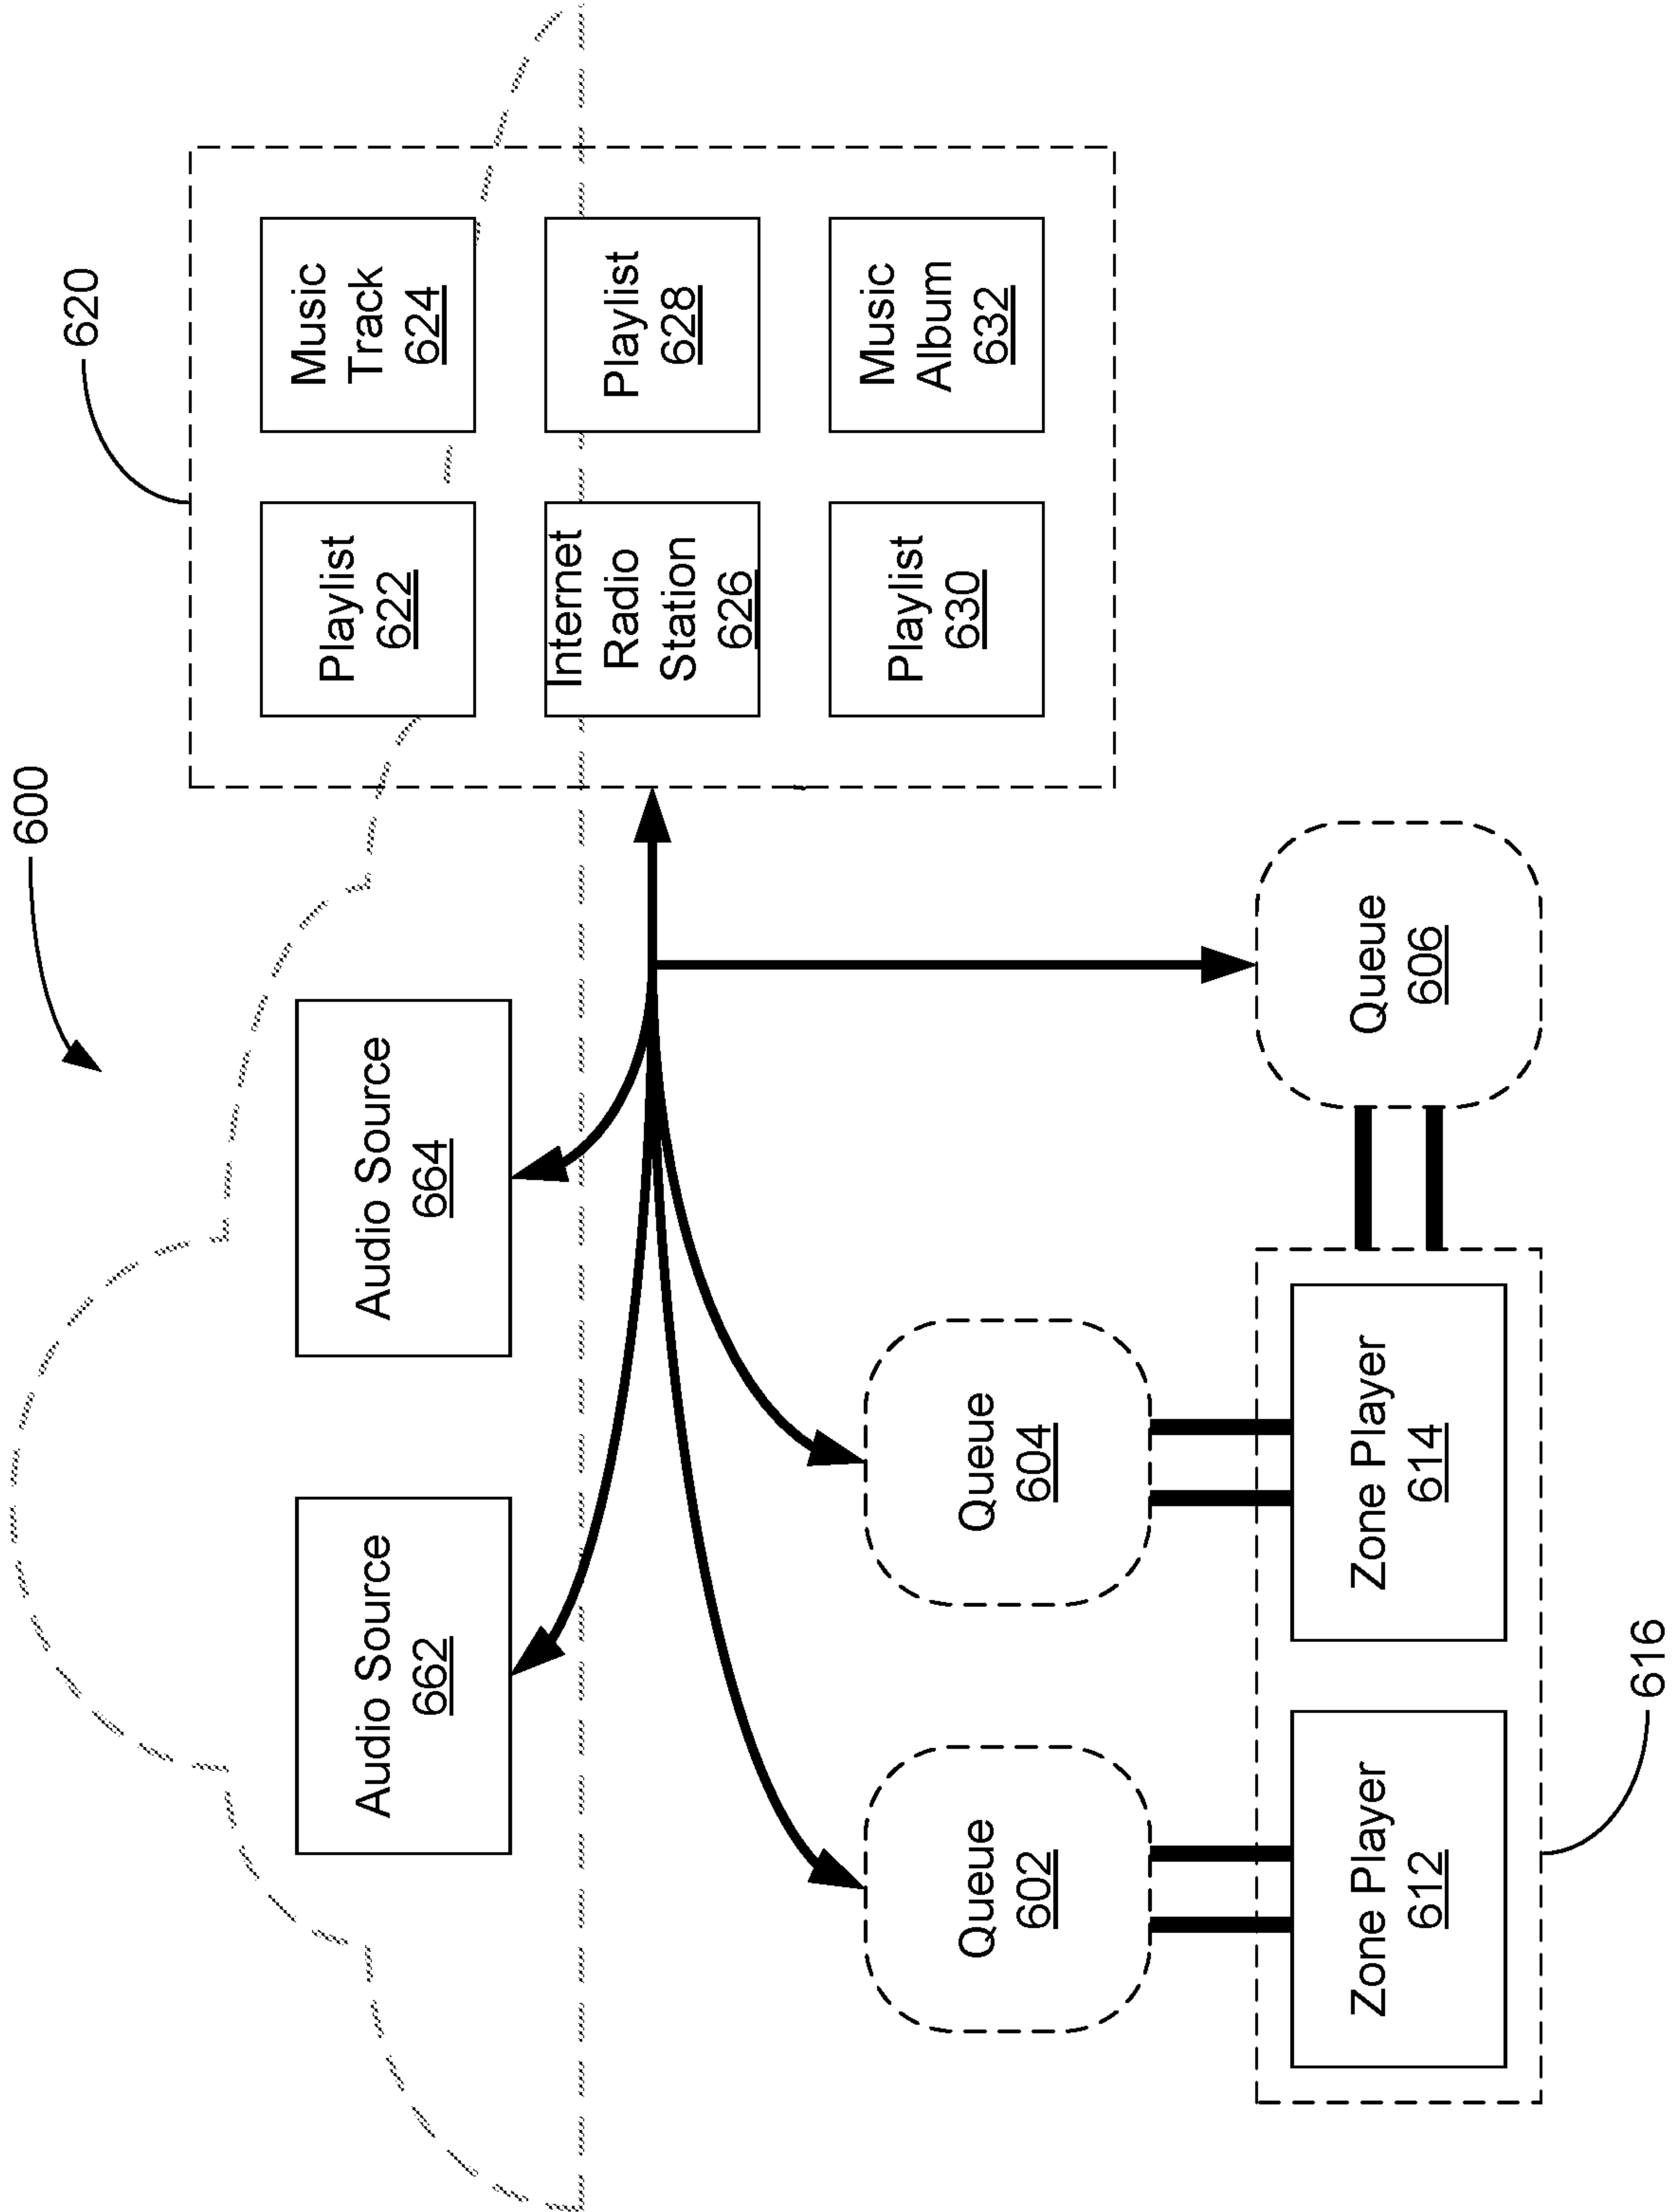 600
620
Audio Source
662
Audio Source
664
Playlist
622
Music
Track
624
Internet
Radio
Station
626
Playlist
628
Playlist
630
Music
Album
632
Queue
602
Queue
604
Queue
606
Zone Player
612
Zone Player
614
616